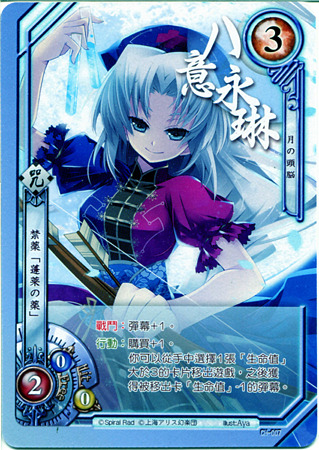 八意永琳
3
月の頭脳
咒
禁薬「蓬莱の薬」
戰鬥：彈幕+1。
行動：購買+1。
你可以從手中選擇1張「生命值」
大於3的卡片移出遊戲，之後獲
得被移出卡「生命值」-1的彈幕。
2
0
0
©Spiral Rad ©上海アリス幻楽団 illust:Aya